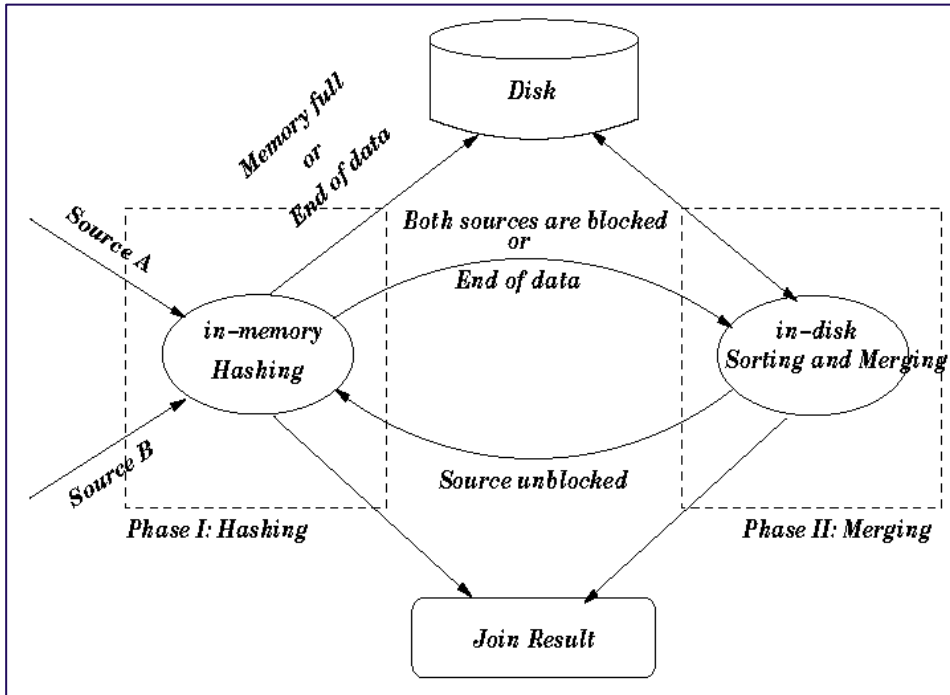 Disk
Memory full
or
End of data
Source A
Both sources are blocked
or
End of data
in-memory
Hashing
in-disk
Sorting and Merging
Source B
Source unblocked
Phase I: Hashing
Phase II: Merging
Join Result